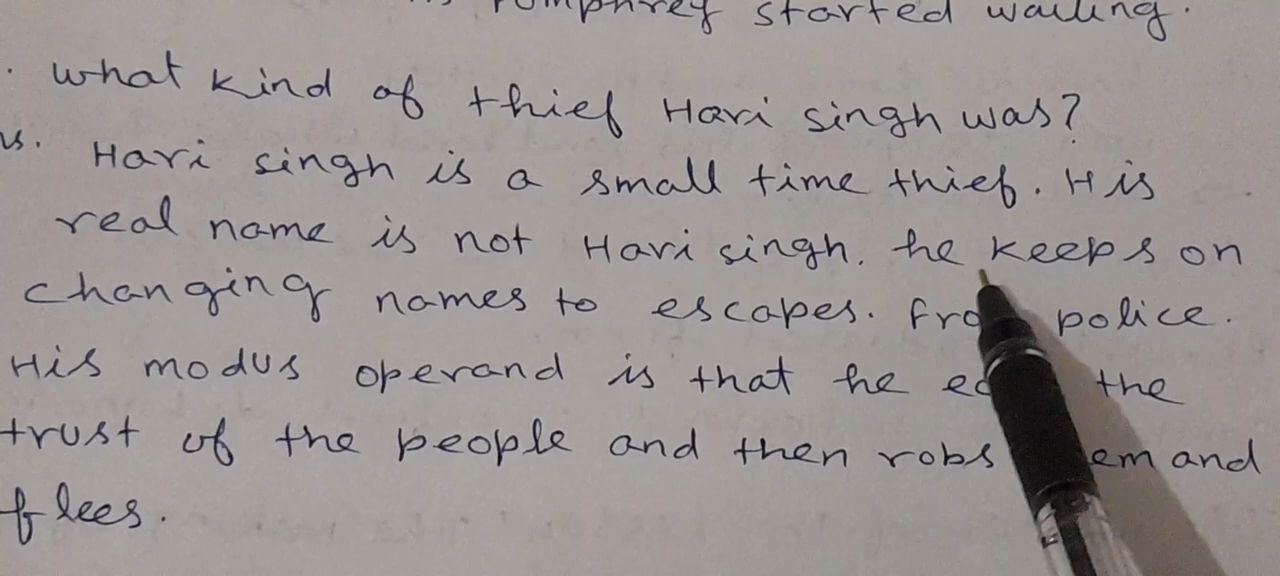 started wailing.
. what kind of thief Hari singh was?
s. Hari singh is a small time thief. His
real name is not Hari singh. he keeps on
changing names to escapes. police.
His modus operand is that he the
trust of the people and then robs and
flees.